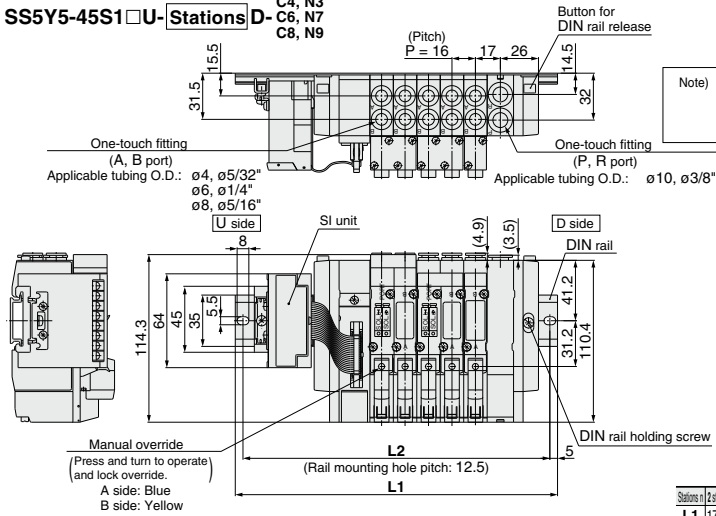 SS5Y5-45S1□U- Stations D- C4, N3
C6, N7
C8, N9
Button for
DIN rail release
(Pitch)
P = 16
17
26
15.5
31.5
14.5
32
Note)
One-touch fitting
(A, B port)
Applicable tubing O.D.: ø4, ø5/32"
ø6, ø1/4"
ø8, ø5/16"
One-touch fitting
(P, R port)
Applicable tubing O.D.: ø10, ø3/8"
U side
SI unit
D side
DIN rail
8
(4.9)
(3.5)
114.3
64
45
35
5.5
41.2
31.2
110.4
DIN rail holding screw
Manual override
(Press and turn to operate
and lock override.)
A side: Blue
B side: Yellow
L2
5
(Rail mounting hole pitch: 12.5)
L1
Stations n 2
L1